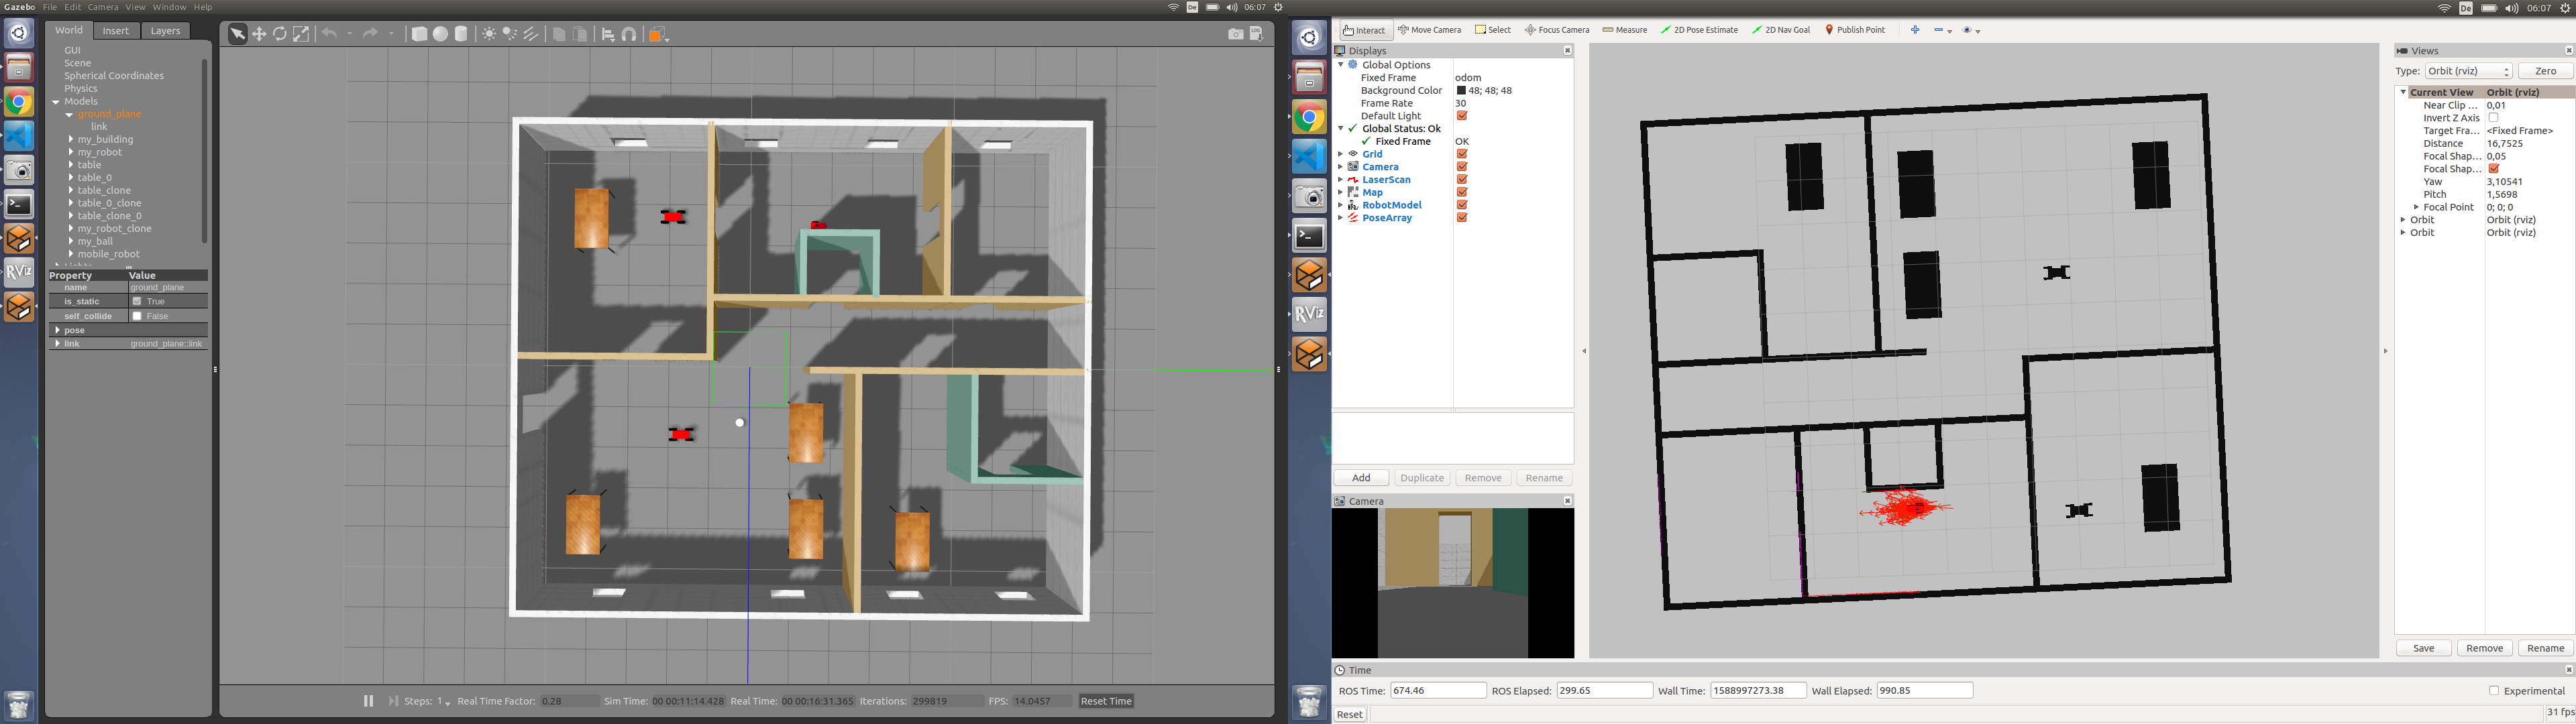 Gazebo File Edit Camera View Window Help
De 06:07
World Insert Layers
GUI
Scene
Spherical Coordinates
Physics
Models
ground_plane
link
my_building
my_robot
table
table_0
table_clone
table_0_clone
table_clone_0
my_robot_clone
my_ball
mobile_robot
Property Value
name ground_plane
is_static True
self_collide False
pose
link ground_plane::link
RViz
LOG
Steps: 1 Real Time Factor: 0.28 Sim Time: 00 00:11:14.428 Real Time: 00 00:16:31.365 Iterations: 299819 FPS: 14.0457 Reset Time
De 06:07
RViz
Interact Move Camera Select Focus Camera Measure 2D Pose Estimate 2D Nav Goal Publish Point
Displays
Global Options
Fixed Frame odom
Background Color 48; 48; 48
Frame Rate 30
Default Light
Global Status: Ok
Fixed Frame OK
Grid
Camera
LaserScan
Map
RobotModel
PoseArray
Add Duplicate Remove Rename
Camera
Views
Type: Orbit (rviz) Zero
Current View Orbit (rviz)
Near Clip ... 0,01
Invert Z Axis
Target Fra... <Fixed Frame>
Distance 16,7525
Focal Shap... 0,05
Focal Shap...
Yaw 3,10541
Pitch 1,5698
Focal Point 0; 0; 0
Orbit Orbit (rviz)
Orbit Orbit (rviz)
Save Remove Rename
Time
ROS Time: 674.46 ROS Elapsed: 299.65 Wall Time: 1588997273.38 Wall Elapsed: 990.85 Experimental
Reset 31 fps